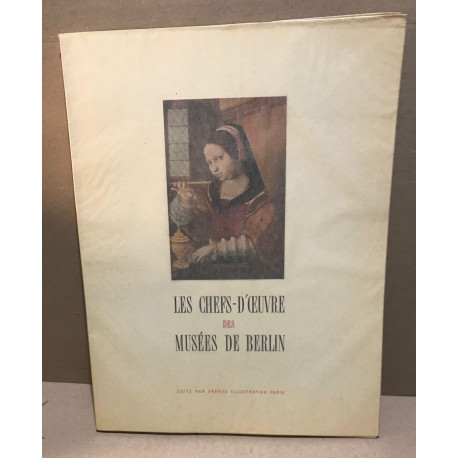 LES CHEFS-D'ŒUVRE
DES
MUSÉES DE BERLIN
ÉDITÉ PAR FRANCE ILLUSTRATION PARIS